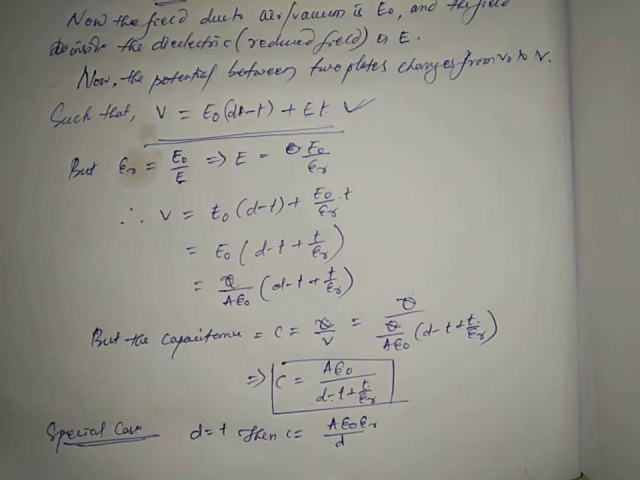 Now the field due to air/vacuum is E₀, and the field
inside the dielectric (reduced field) is E.
Now, the potential between two plates changes from V₀ to V.
Such that, V = E₀(d-t) + Et ✓
But ϵr = E₀/E => E = E₀/ϵr
∴ V = E₀(d-t) + E₀/ϵr . t
= E₀(d-t+t/ϵr)
= Q/Aϵ₀ (d-t+t/ϵr)
But the capacitance = C = Q/V = Q/(Q/Aϵ₀ (d-t+t/ϵr))
=> C = Aϵ₀/(d-t+t/ϵr)
Special Case d=t then C= Aϵ₀ϵr/d